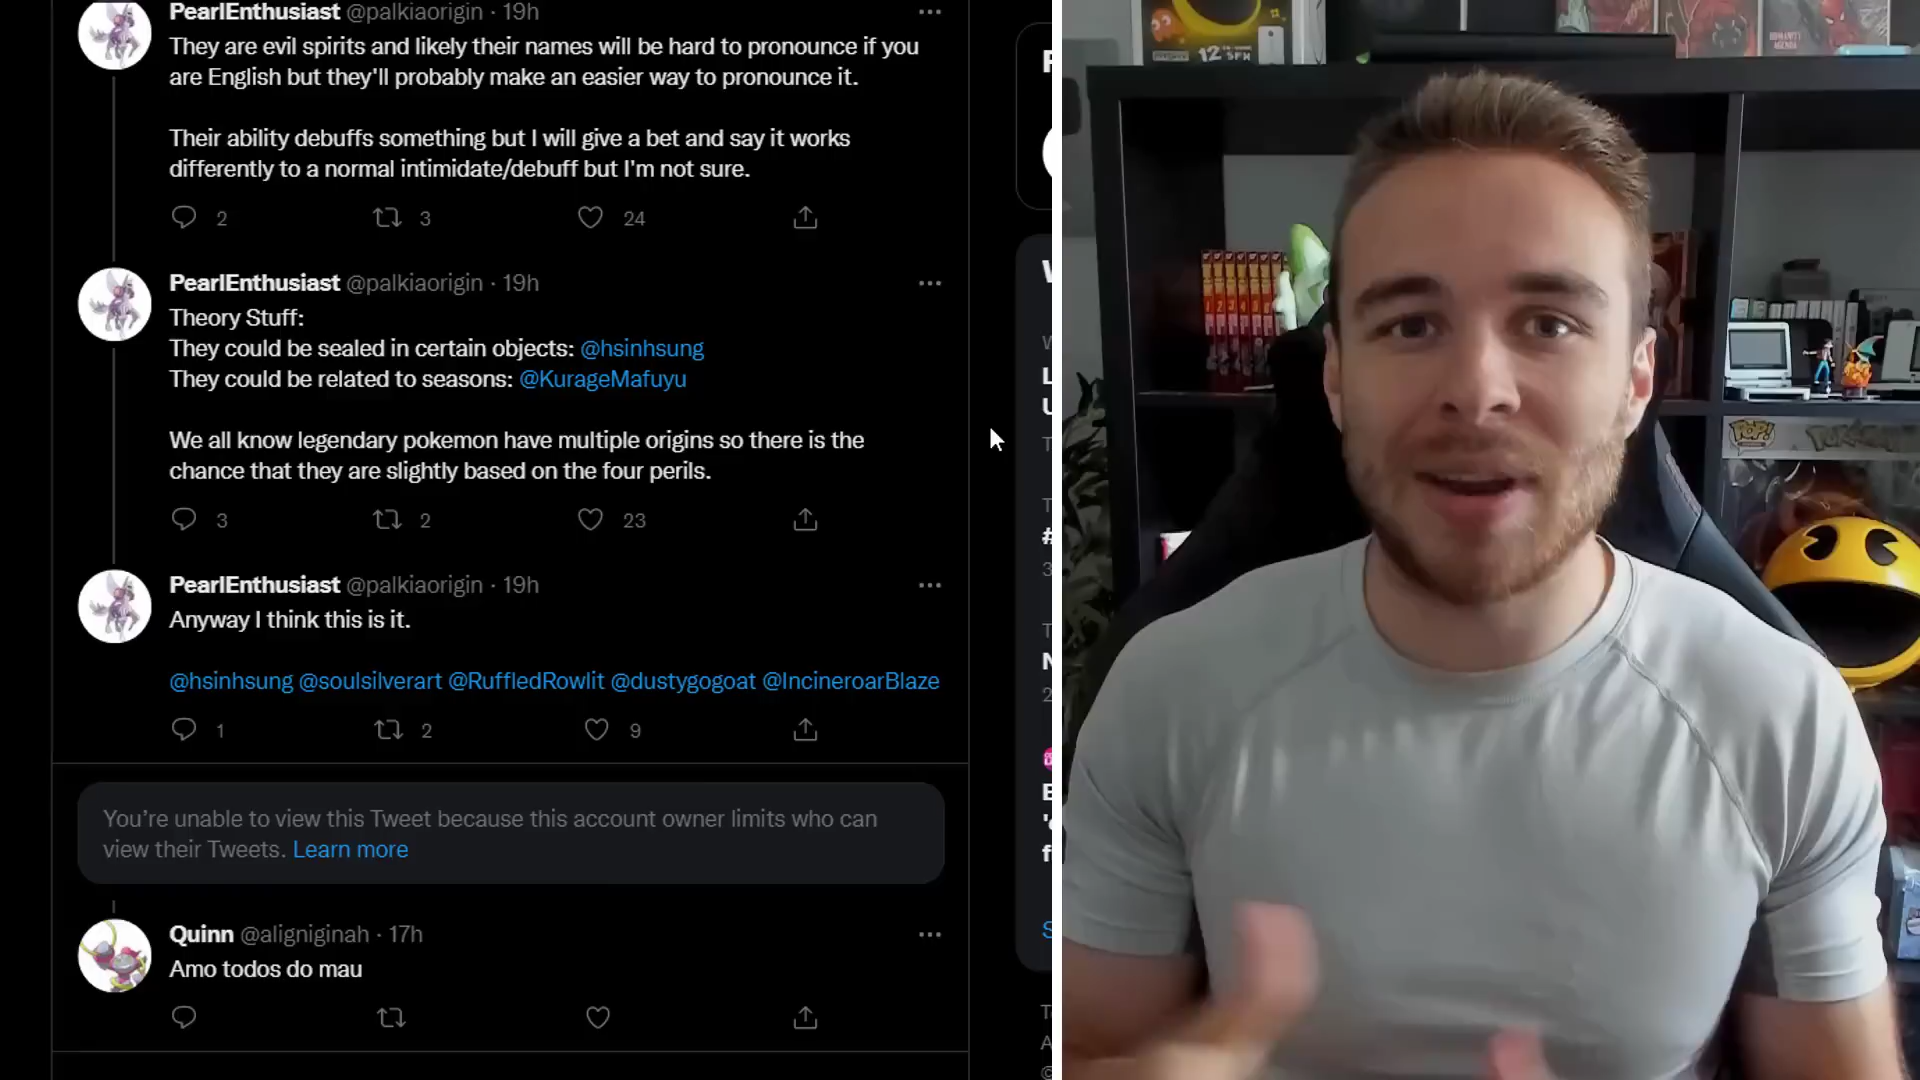 PearlEnthusiast @palkiaorigin · 19h
They are evil spirits and likely their names will be hard to pronounce if you
are English but they'll probably make an easier way to pronounce it.
Their ability debuffs something but I will give a bet and say it works
differently to a normal intimidate/debuff but I'm not sure.
2 3 24
PearlEnthusiast @palkiaorigin · 19h
Theory Stuff:
They could be sealed in certain objects: @hsinhsung
They could be related to seasons: @KurageMafuyu
We all know legendary pokemon have multiple origins so there is the
chance that they are slightly based on the four perils.
3 2 23
PearlEnthusiast @palkiaorigin · 19h
Anyway I think this is it.
@hsinhsung @soulsilverart @RuffledRowlit @dustygogoat @IncineroarBlaze
1 2 9
You're unable to view this Tweet because this account owner limits who can
view their Tweets. Learn more
Quinn @aligniginah · 17h
Amo todos do mau
POP!